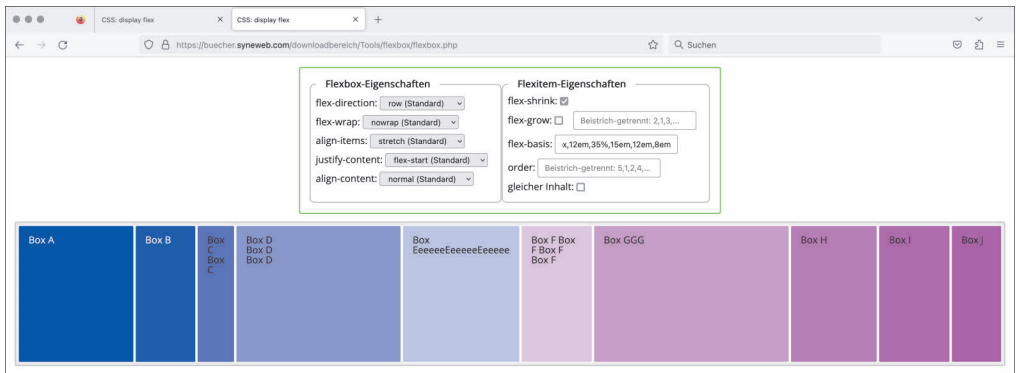 CSS: display flex
CSS: display flex
https://buecher.syneweb.com/downloadbereich/Tools/flexbox/flexbox.php
Suchen
Flexbox-Eigenschaften
flex-direction: row (Standard)
flex-wrap: nowrap (Standard)
align-items: stretch (Standard)
justify-content: flex-start (Standard)
align-content: normal (Standard)
Flexitem-Eigenschaften
flex-shrink:
flex-grow: Beistrich-getrennt: 2,1,3,...
flex-basis: x,12em,35%,15em,12em,8em
order: Beistrich-getrennt: 5,1,2,4,...
gleicher Inhalt:
Box A
Box B
Box
C
Box
C
Box D
Box D
Box D
Box
EeeeeeEeeeeeEeeeee
Box F Box
F Box F
Box F
Box GGG
Box H
Box I
Box J